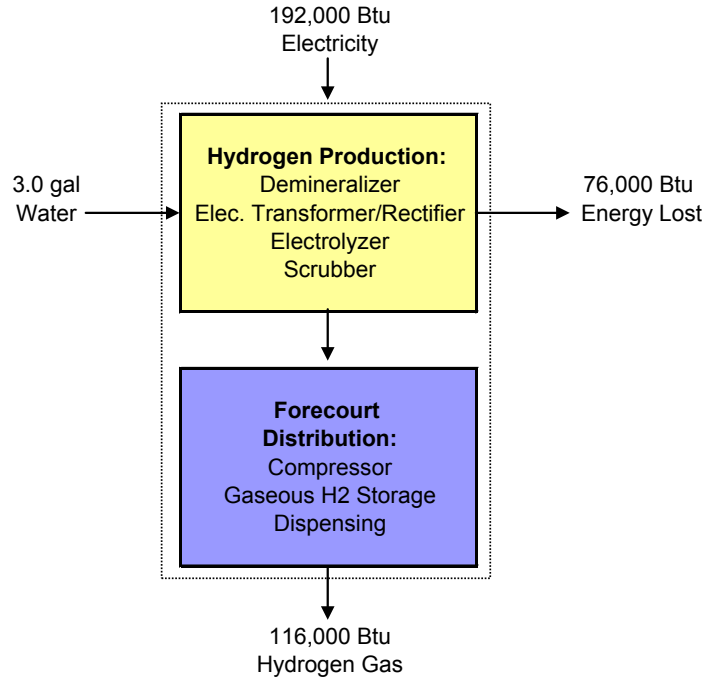 192,000 Btu
Electricity
3.0 gal
Water
Hydrogen Production:
Demineralizer
Elec. Transformer/Rectifier
Electrolyzer
Scrubber
76,000 Btu
Energy Lost
Forecourt
Distribution:
Compressor
Gaseous H2 Storage
Dispensing
116,000 Btu
Hydrogen Gas